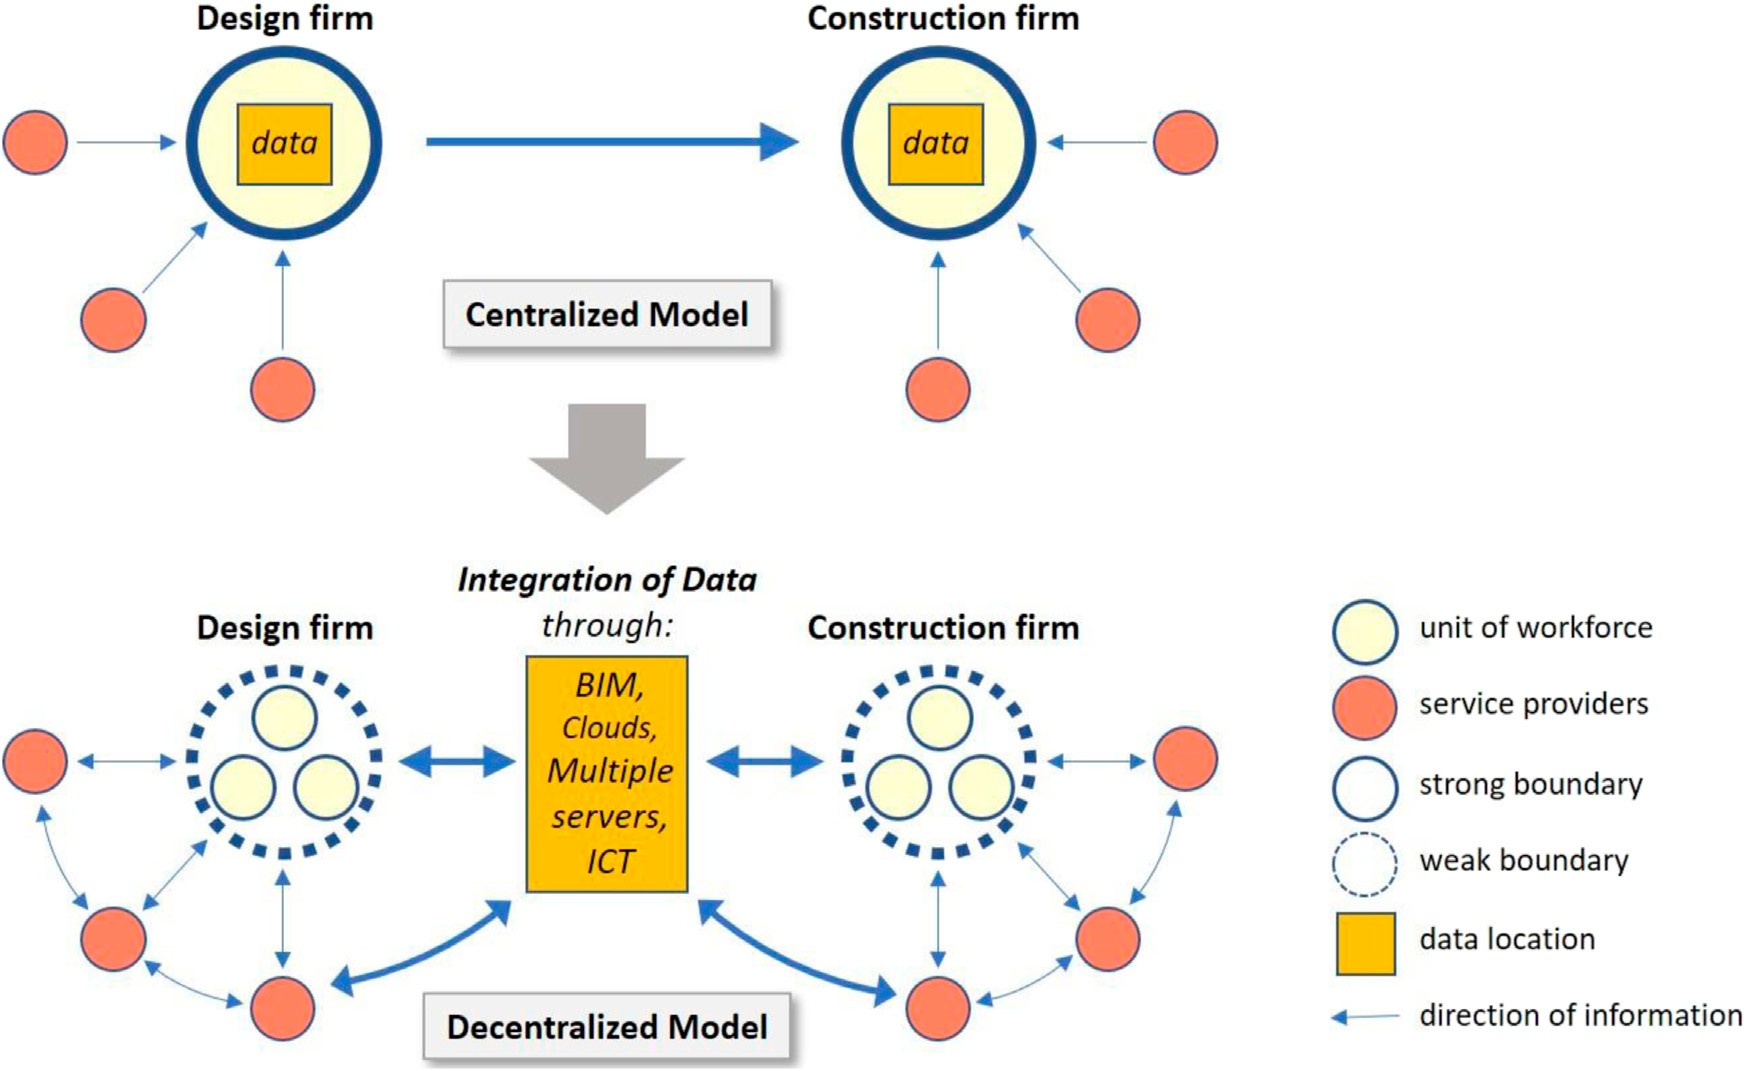 Design firm
Construction firm
data
data
Centralized Model
Integration of Data
through:
Design firm
Construction firm
BIM,
Clouds,
Multiple
servers,
ICT
Decentralized Model
unit of workforce
service providers
strong boundary
weak boundary
data location
direction of information